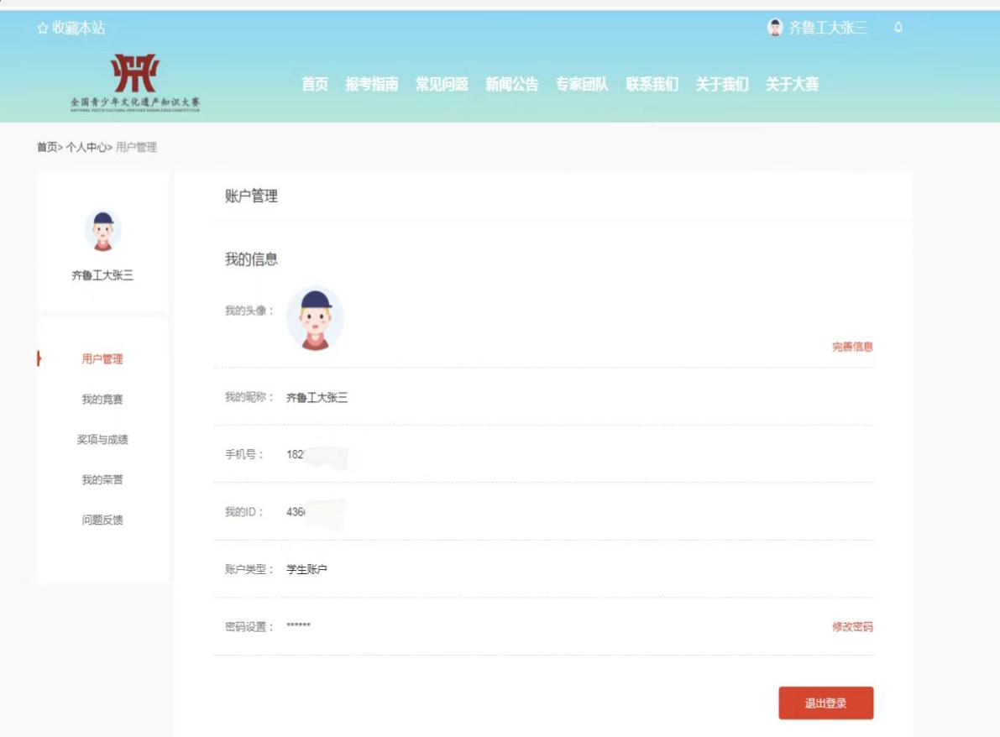 收藏本站
齐鲁工大张三
首页 报考指南 常见问题 新闻公告 专家团队 联系我们 关于我们 关于大赛
全国青少年文化遗产知识大赛
NATIONAL YOUTH CULTURAL HERITAGE KNOWLEDGE COMPETITION
首页> 个人中心> 用户管理
齐鲁工大张三
用户管理
我的竞赛
奖项与成绩
我的荣誉
问题反馈
账户管理
我的信息
我的头像：
完善信息
我的昵称： 齐鲁工大张三
手机号： 182
我的ID： 436
账户类型： 学生账户
密码设置： ******
修改密码
退出登录